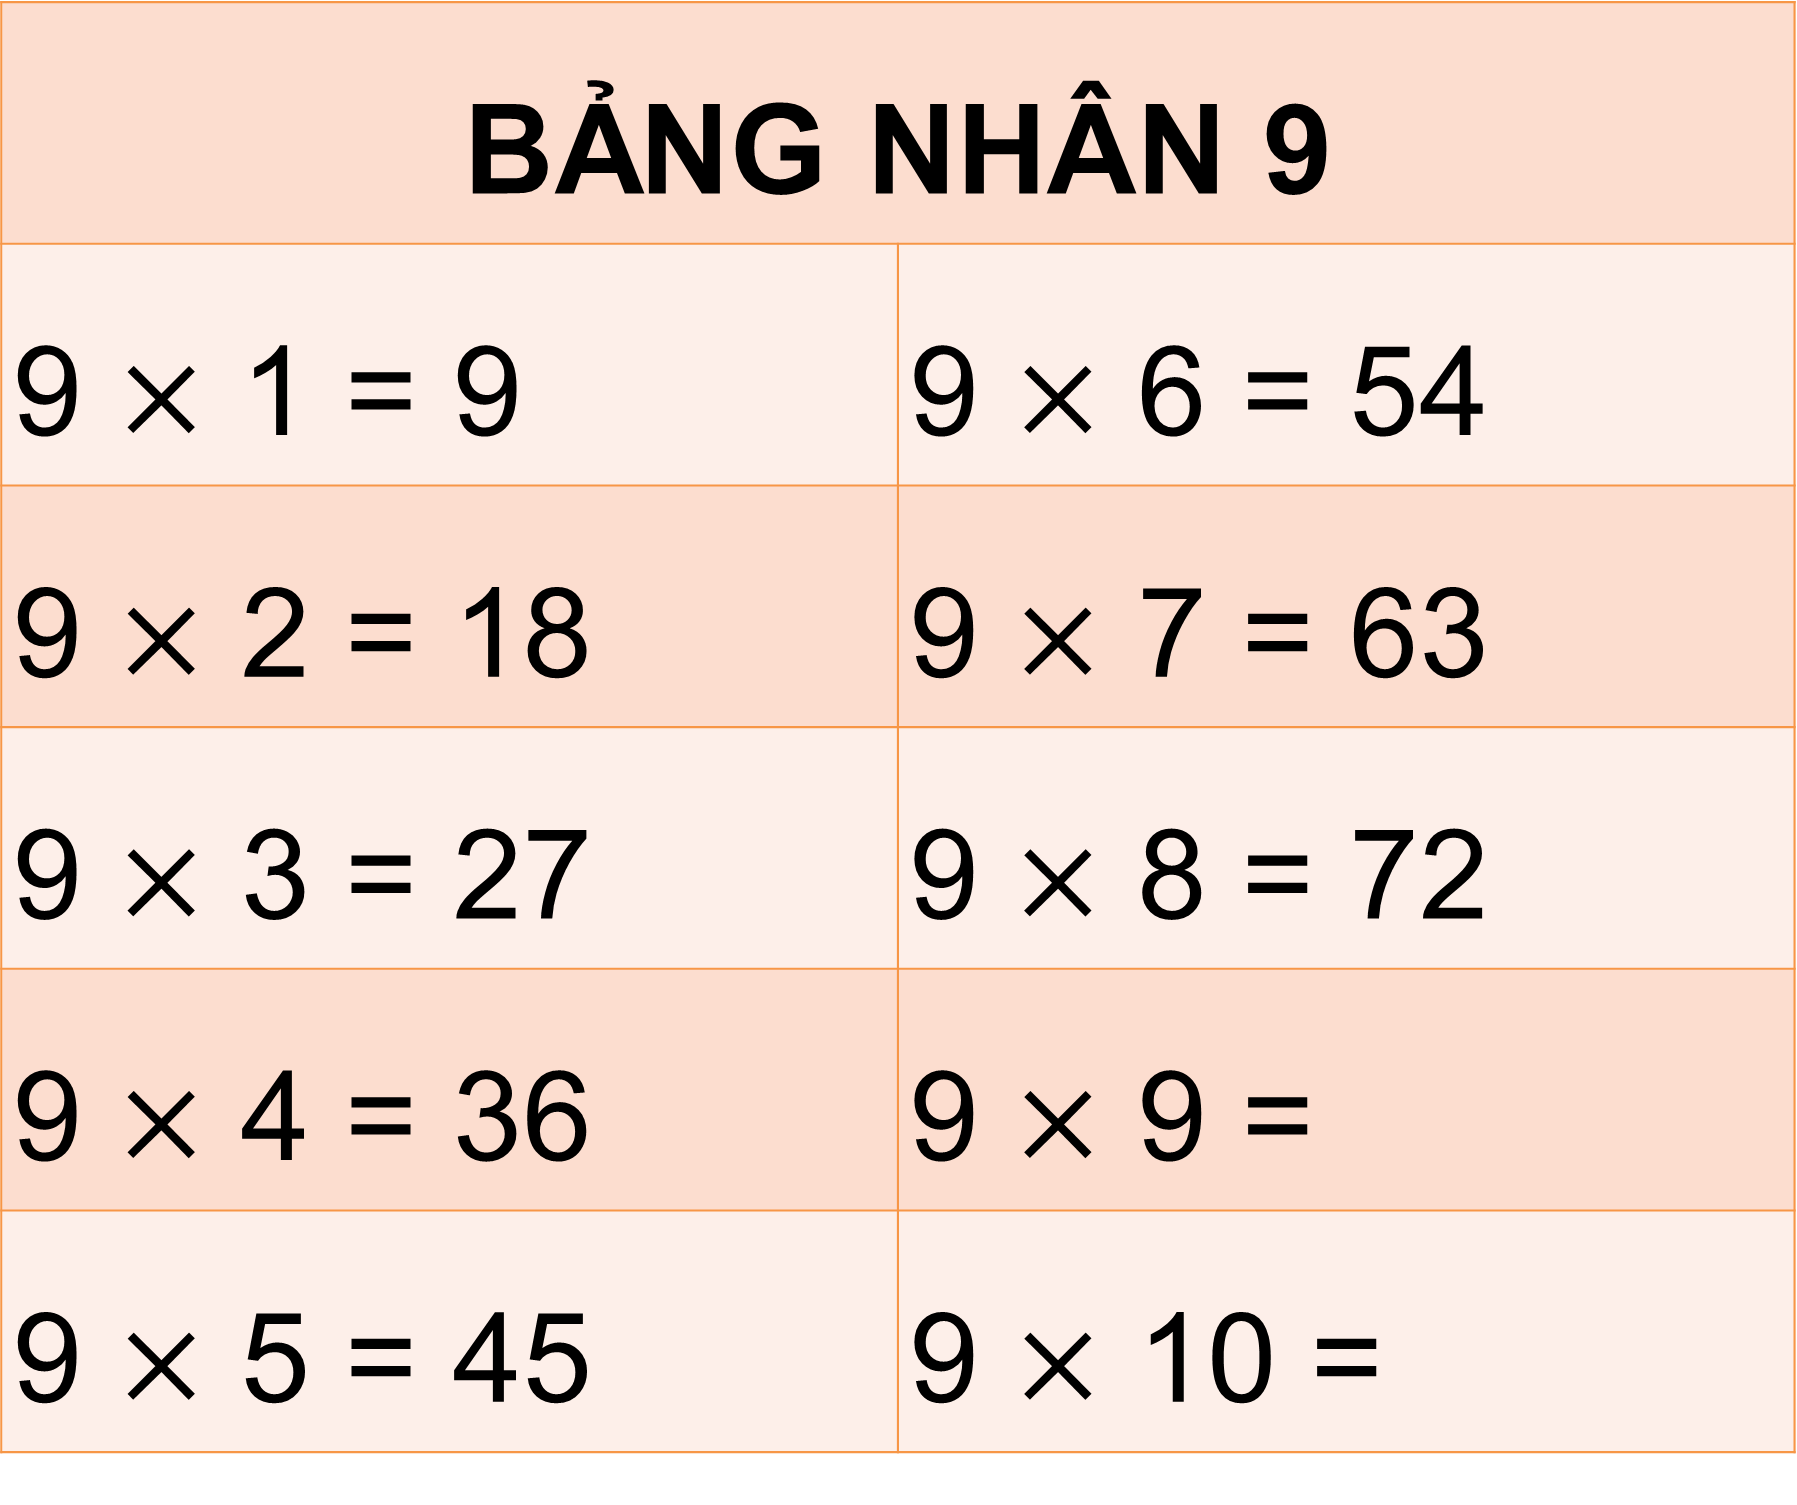 BẢNG NHÂN 9
9 × 1 = 9
9 × 6 = 54
9 × 2 = 18
9 × 7 = 63
9 × 3 = 27
9 × 8 = 72
9 × 4 = 36
9 × 9 =
9 × 5 = 45
9 × 10 =